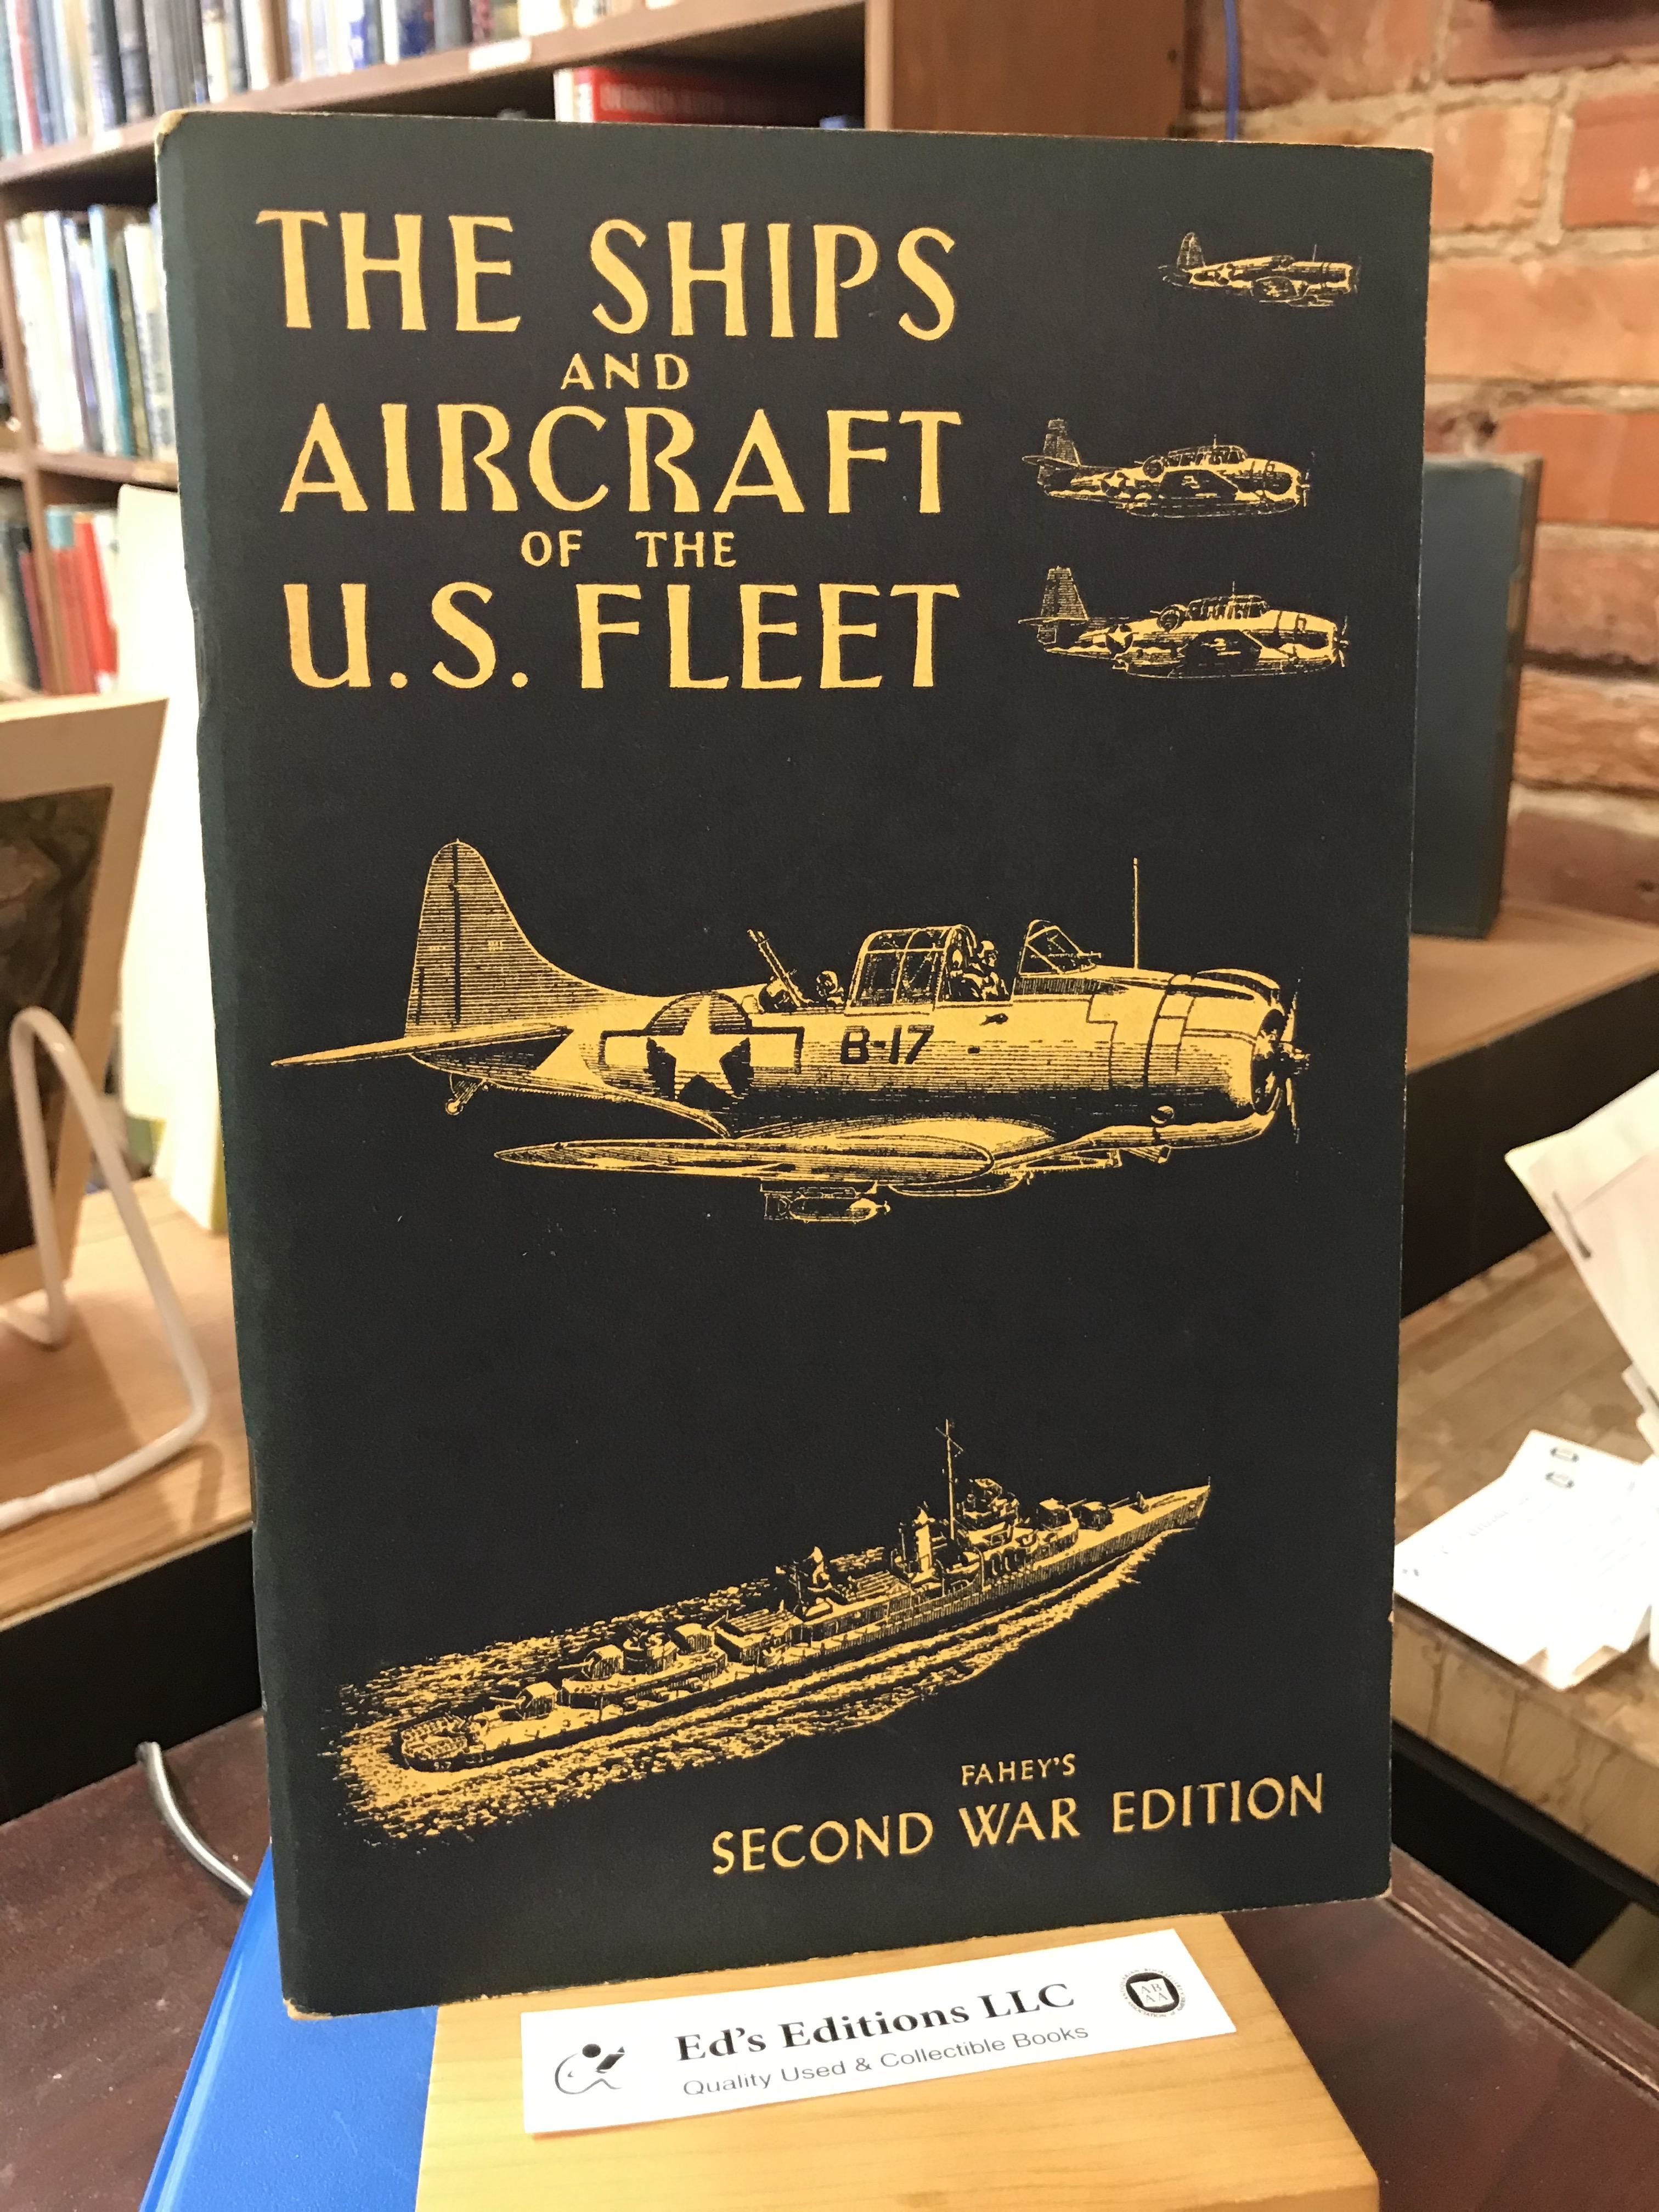 THE SHIPS
AND
AIRCRAFT
OF THE
U.S. FLEET
B-17
FAHEY'S
SECOND WAR EDITION
Ed's Editions LLC
Quality Used & Collectible Books